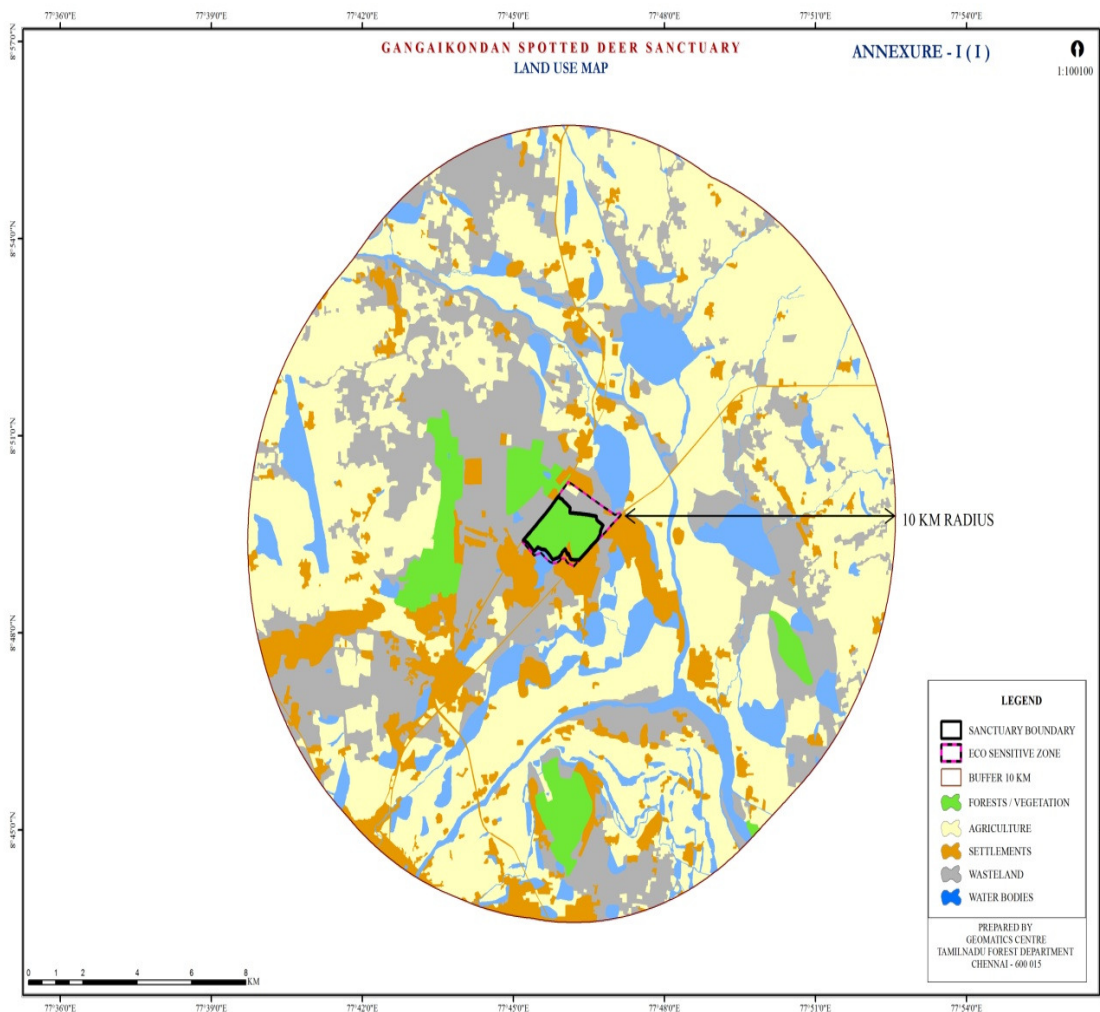 77°36'0"E 77°39'0"E 77°42'0"E 77°45'0"E 77°48'0"E 77°51'0"E 77°54'0"E
GANGAIKONDAN SPOTTED DEER SANCTUARY
LAND USE MAP
ANNEXURE - I ( I )
1:100100
8°57'0"N
8°54'0"N
8°51'0"N
8°48'0"N
8°45'0"N
10 KM RADIUS
LEGEND
SANCTUARY BOUNDARY
ECO SENSITIVE ZONE
BUFFER 10 KM
FORESTS / VEGETATION
AGRICULTURE
SETTLEMENTS
WASTELAND
WATER BODIES
PREPARED BY
GEOMATICS CENTRE
TAMILNADU FOREST DEPARTMENT
CHENNAI - 600 015
0 1 2 4 6 8
KM
77°36'0"E 77°39'0"E 77°42'0"E 77°45'0"E 77°48'0"E 77°51'0"E 77°54'0"E